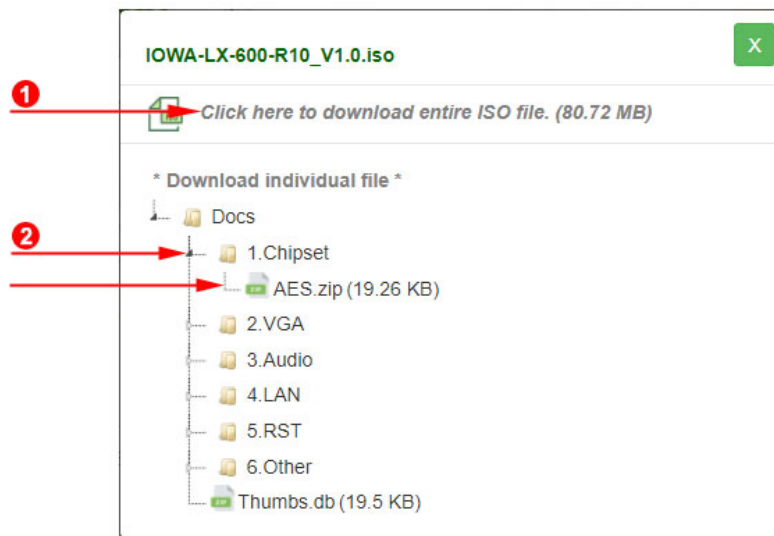 IOWA-LX-600-R10_V1.0.iso
X
1
Click here to download entire ISO file. (80.72 MB)
* Download individual file *
Docs
2
1.Chipset
AES.zip (19.26 KB)
2.VGA
3.Audio
4.LAN
5.RST
6.Other
Thumbs.db (19.5 KB)